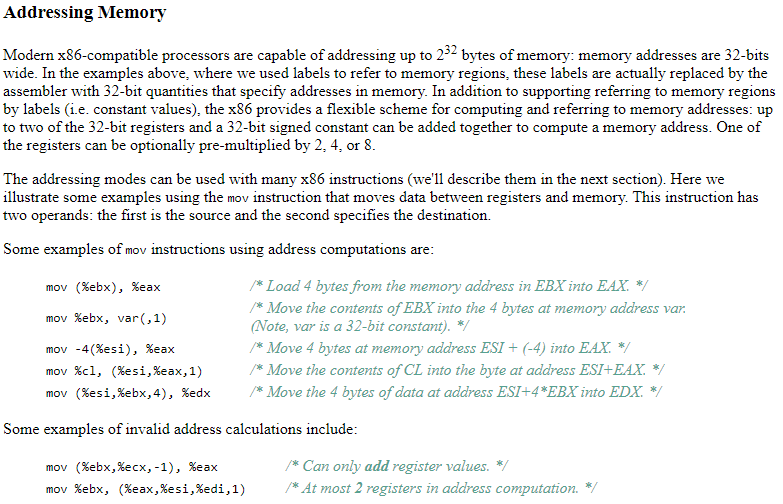 Addressing Memory
Modern x86-compatible processors are capable of addressing up to 2^32 bytes of memory: memory addresses are 32-bits
wide. In the examples above, where we used labels to refer to memory regions, these labels are actually replaced by the
assembler with 32-bit quantities that specify addresses in memory. In addition to supporting referring to memory regions
by labels (i.e. constant values), the x86 provides a flexible scheme for computing and referring to memory addresses: up
to two of the 32-bit registers and a 32-bit signed constant can be added together to compute a memory address. One of
the registers can be optionally pre-multiplied by 2, 4, or 8.
The addressing modes can be used with many x86 instructions (we'll describe them in the next section). Here we
illustrate some examples using the mov instruction that moves data between registers and memory. This instruction has
two operands: the first is the source and the second specifies the destination.
Some examples of mov instructions using address computations are:
mov (%ebx), %eax /* Load 4 bytes from the memory address in EBX into EAX. */
mov %ebx, var(,1) /* Move the contents of EBX into the 4 bytes at memory address var.
(Note, var is a 32-bit constant). */
mov -4(%esi), %eax /* Move 4 bytes at memory address ESI + (-4) into EAX. */
mov %cl, (%esi,%eax,1) /* Move the contents of CL into the byte at address ESI+EAX. */
mov (%esi,%ebx,4), %edx /* Move the 4 bytes of data at address ESI+4*EBX into EDX. */
Some examples of invalid address calculations include:
mov (%ebx,%ecx,-1), %eax /* Can only add register values. */
mov %ebx, (%eax,%esi,%edi,1) /* At most 2 registers in address computation. */